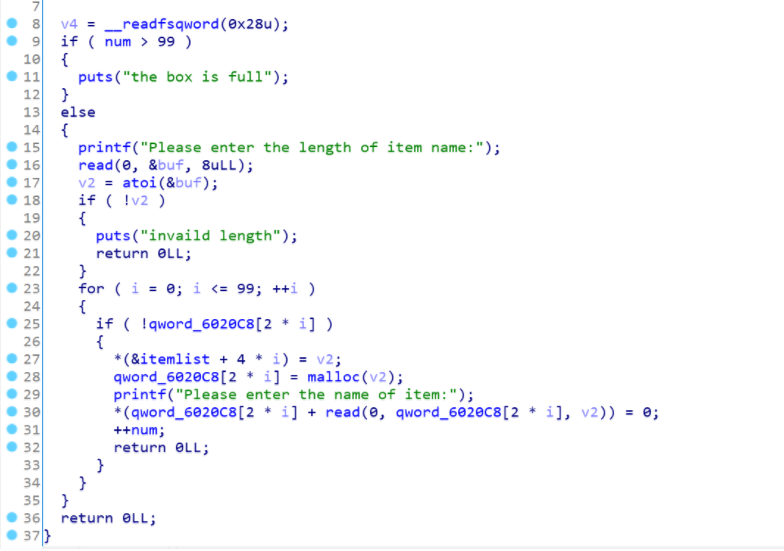 7
8 v4 = __readfsqword(0x28u);
9 if ( num > 99 )
10 {
11 puts("the box is full");
12 }
13 else
14 {
15 printf("Please enter the length of item name:");
16 read(0, &buf, 8uLL);
17 v2 = atoi(&buf);
18 if ( !v2 )
19 {
20 puts("invaild length");
21 return 0LL;
22 }
23 for ( i = 0; i <= 99; ++i )
24 {
25 if ( !qword_6020C8[2 * i] )
26 {
27 *(&itemlist + 4 * i) = v2;
28 qword_6020C8[2 * i] = malloc(v2);
29 printf("Please enter the name of item:");
30 *(qword_6020C8[2 * i] + read(0, qword_6020C8[2 * i], v2)) = 0;
31 ++num;
32 return 0LL;
33 }
34 }
35 }
36 return 0LL;
37 }